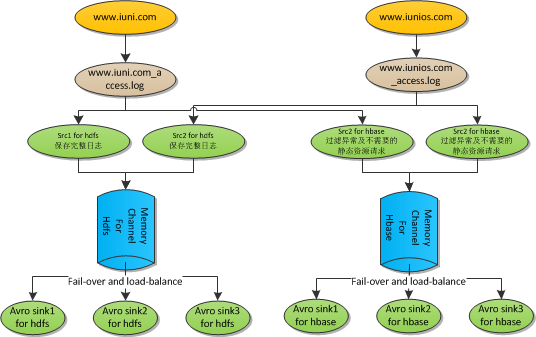 www.iuni.com
www.iunios.com
www.iuni.com_a
ccess.log
www.iunios.com
_access.log
Src1 for hdfs
保存完整日志
Src2 for hdfs
保存完整日志
Src2 for hbase
过滤异常及不需要的
静态资源请求
Src2 for hbase
过滤异常及不需要的
静态资源请求
Memory
Channel
For
Hdfs
Memory
Channel
For
Hbase
Fail-over and load-balance
Fail-over and load-balance
Avro sink1
for hdfs
Avro sink2
for hdfs
Avro sink3
for hdfs
Avro sink1
for hbase
Avro sink2
for hbase
Avro sink3
for hbase